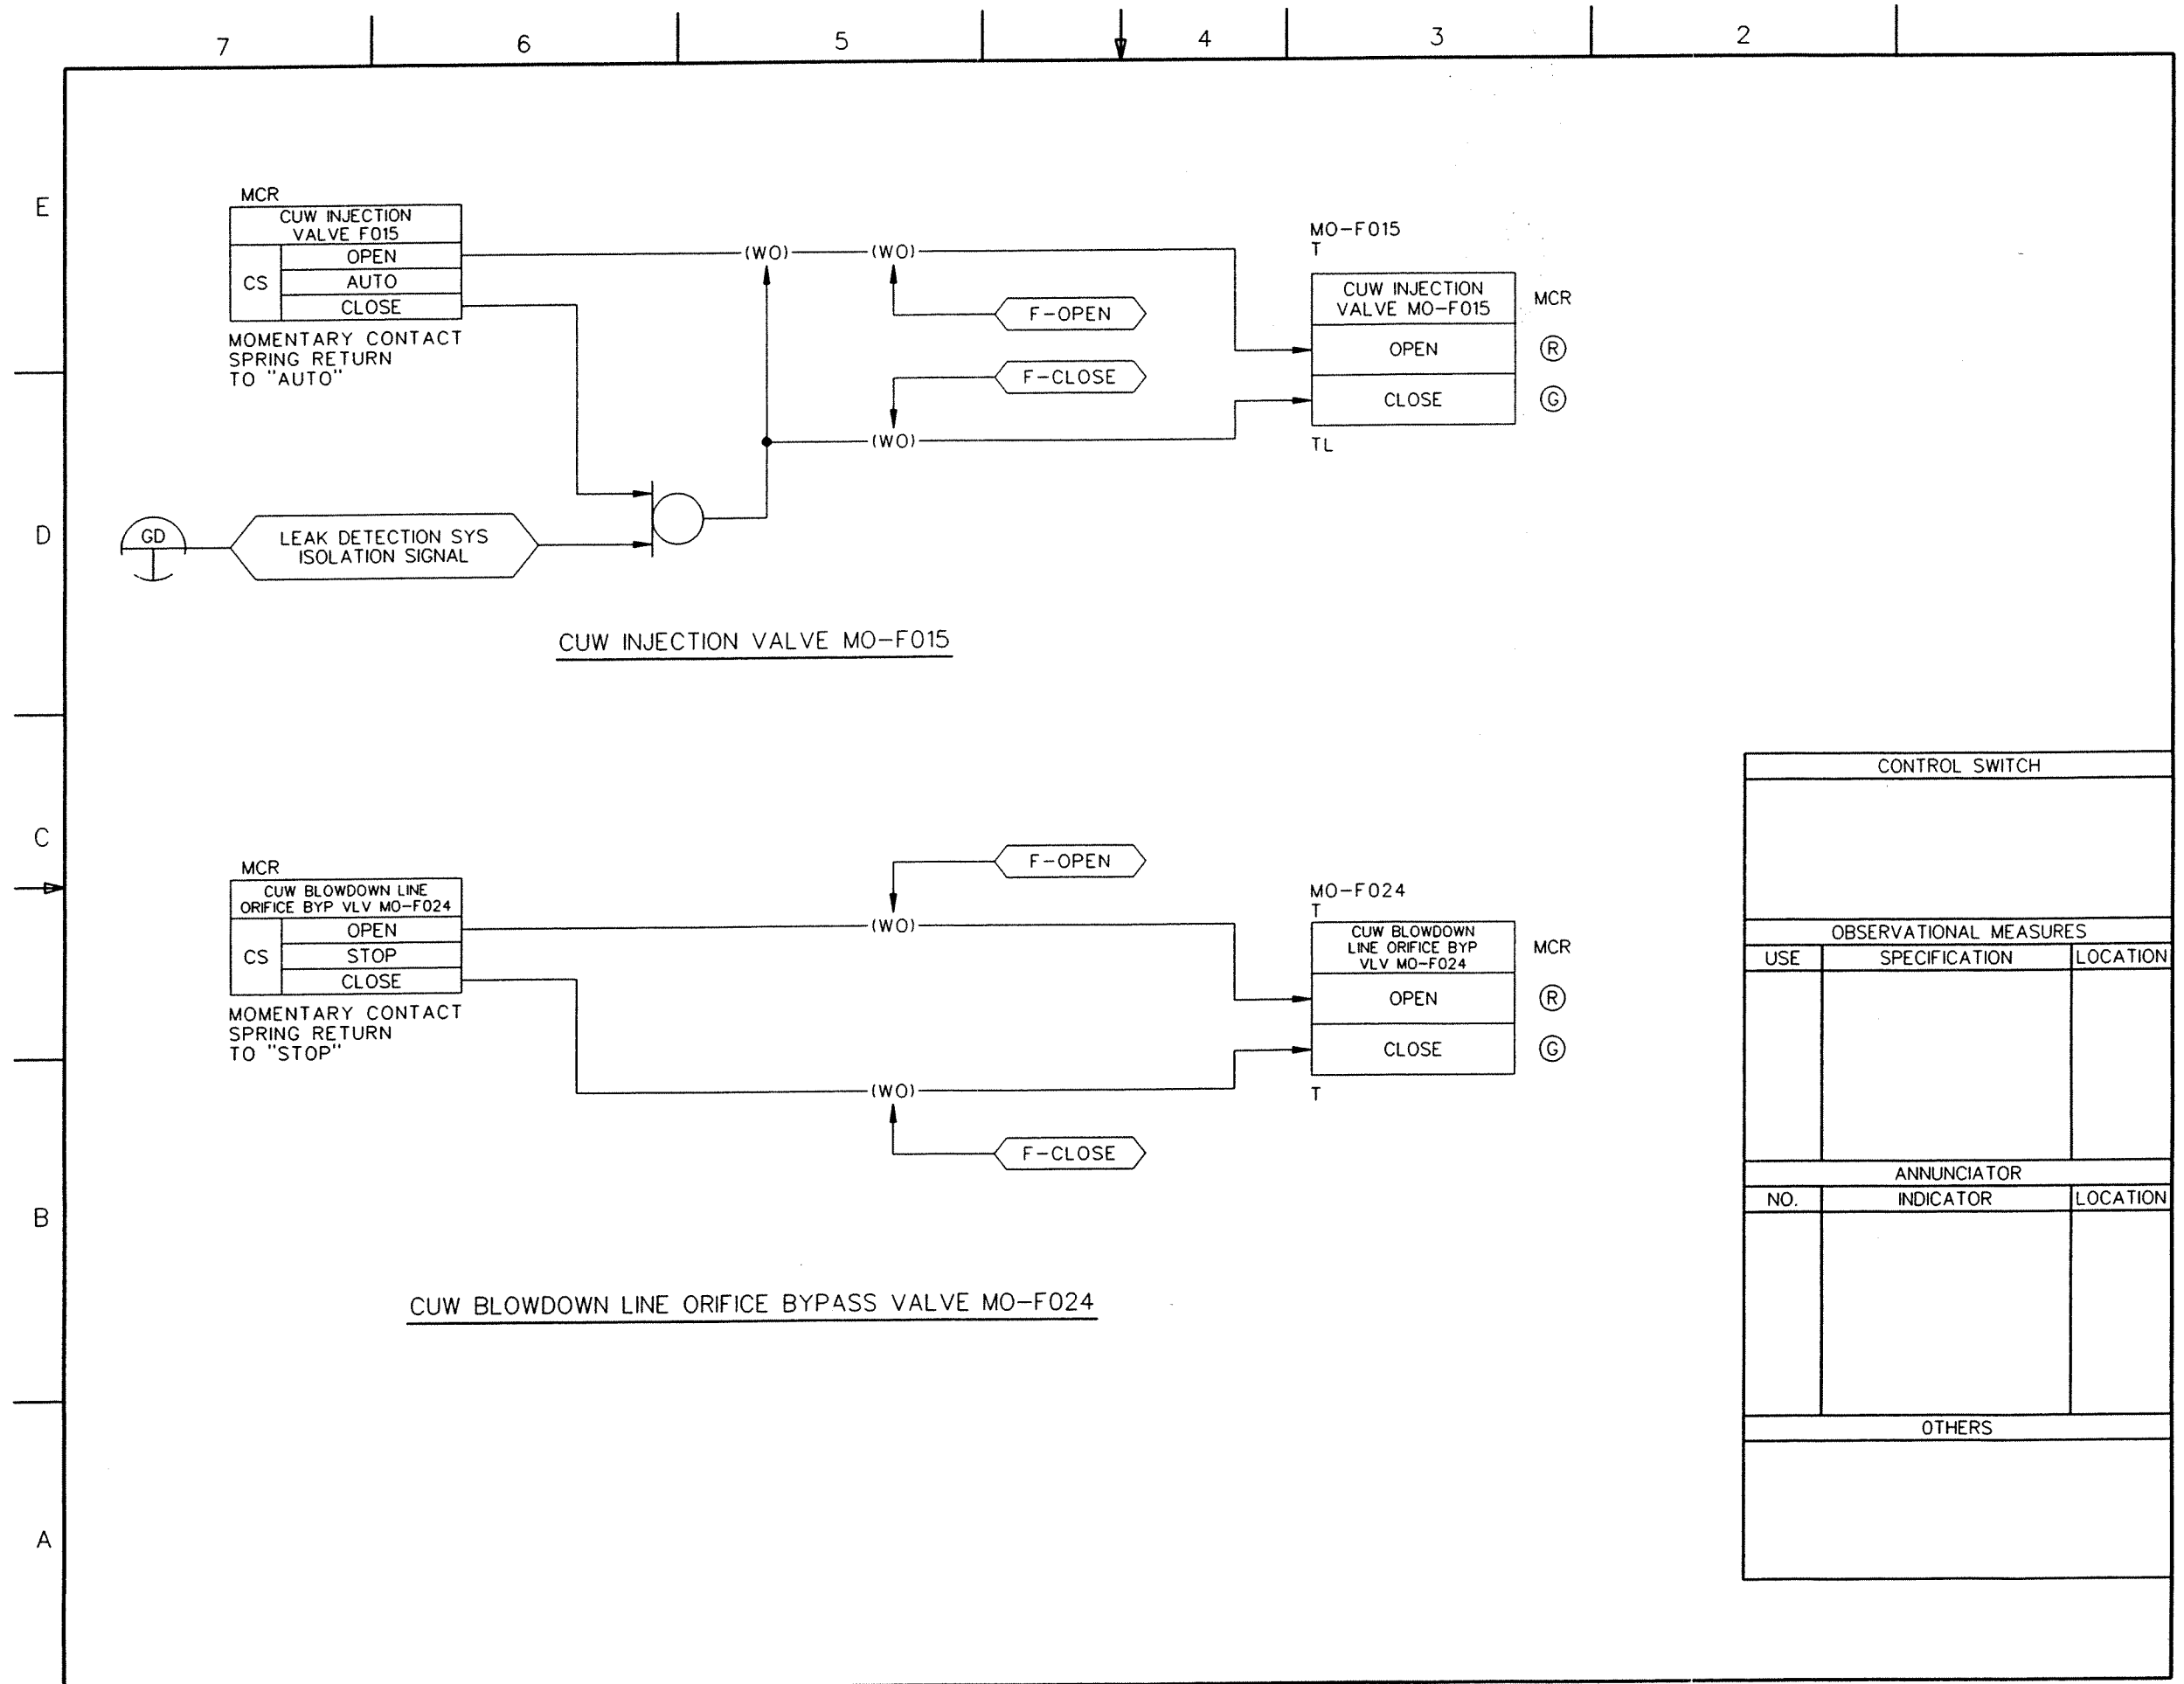 7 6 5 4 3 2
E
D
C
B
A
MCR
CUW INJECTION
VALVE F015
CS
OPEN
AUTO
CLOSE
MOMENTARY CONTACT
SPRING RETURN
TO "AUTO"
(WO) (WO)
F-OPEN
F-CLOSE
(WO)
MO-F015
T
CUW INJECTION
VALVE MO-F015
MCR
OPEN
R
CLOSE
G
TL
GD
LEAK DETECTION SYS
ISOLATION SIGNAL
CUW INJECTION VALVE MO-F015
MCR
CUW BLOWDOWN LINE
ORIFICE BYP VLV MO-F024
CS
OPEN
STOP
CLOSE
MOMENTARY CONTACT
SPRING RETURN
TO "STOP"
F-OPEN
(WO)
(WO)
F-CLOSE
MO-F024
T
CUW BLOWDOWN
LINE ORIFICE BYP
VLV MO-F024
MCR
OPEN
R
CLOSE
G
T
CUW BLOWDOWN LINE ORIFICE BYPASS VALVE MO-F024
CONTROL SWITCH
OBSERVATIONAL MEASURES
USE SPECIFICATION LOCATION
ANNUNCIATOR
NO. INDICATOR LOCATION
OTHERS